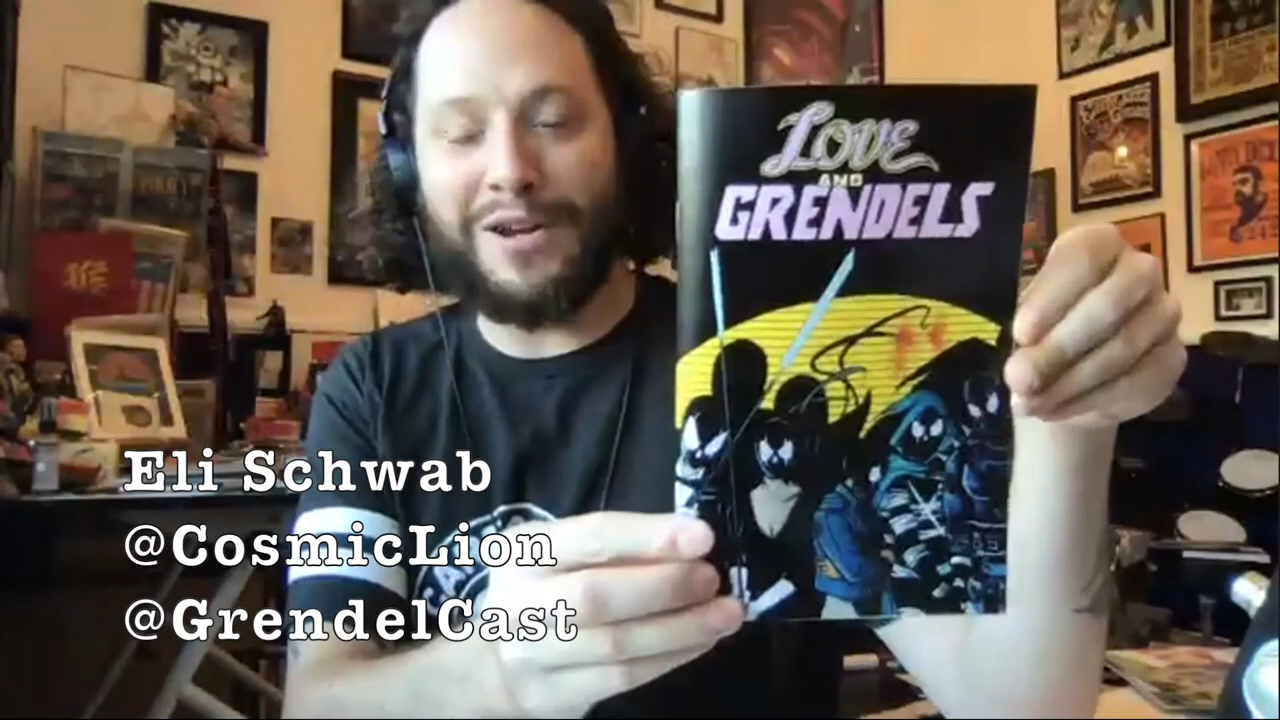 LOVE
AND
GRENDELS
Eli Schwab
@CosmicLion
@GrendelCast